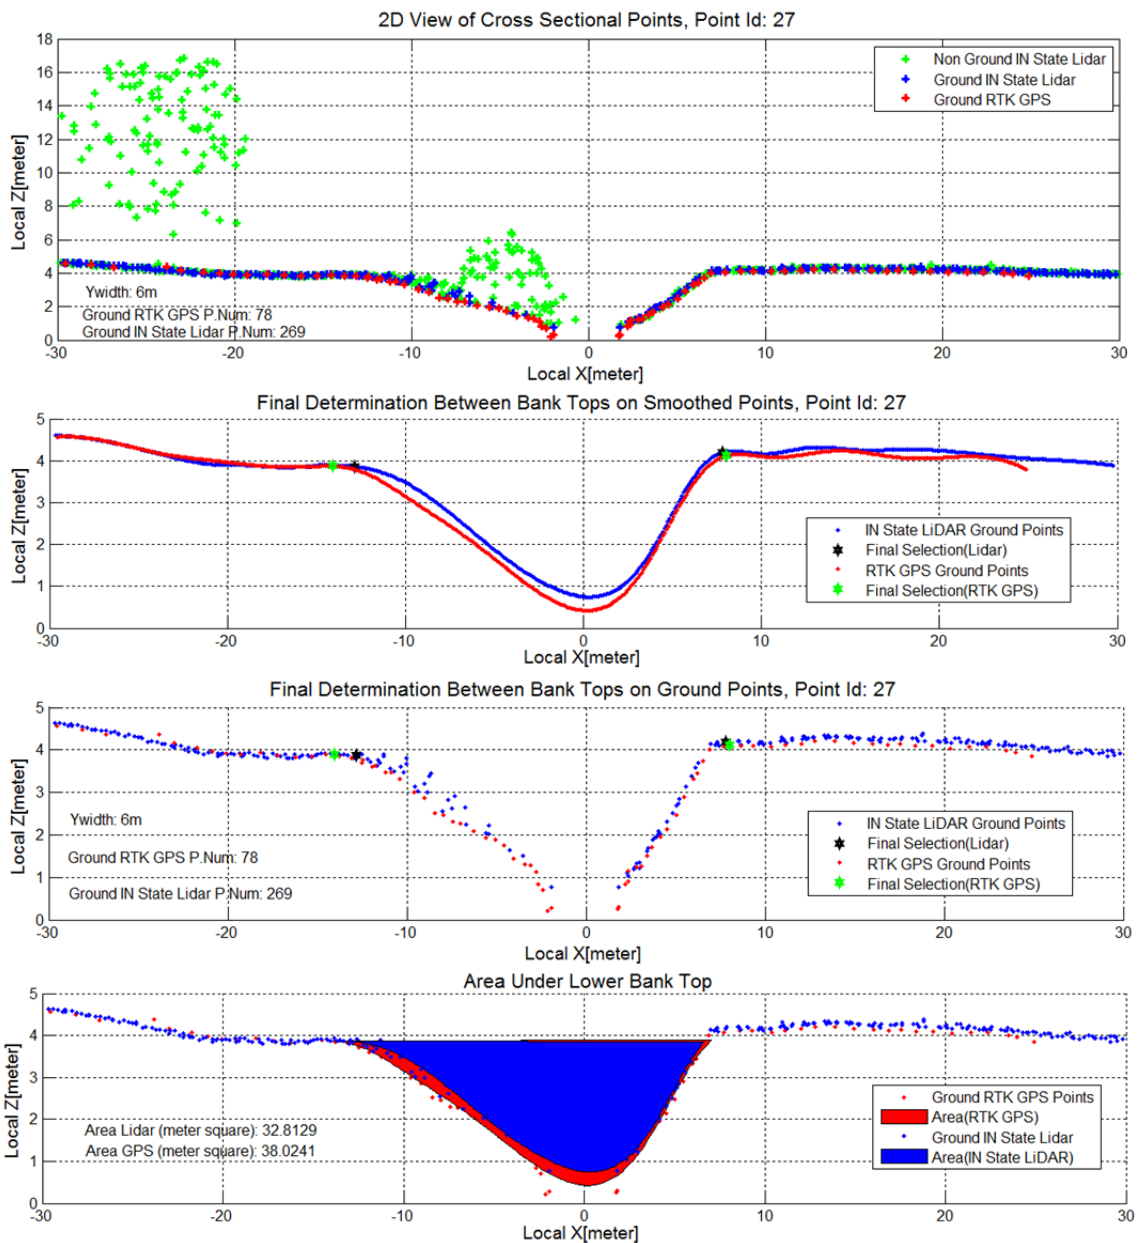 2D View of Cross Sectional Points, Point Id: 27
18
16
14
12
10
8
6
4
2
0
Local Z[meter]
Non Ground IN State Lidar
Ground IN State Lidar
Ground RTK GPS
Ywidth: 6m
Ground RTK GPS P.Num: 78
Ground IN State Lidar P.Num: 269
-30 -20 -10 0 10 20 30
Local X[meter]
Final Determination Between Bank Tops on Smoothed Points, Point Id: 27
5
4
3
2
1
0
Local Z[meter]
IN State LiDAR Ground Points
Final Selection(Lidar)
RTK GPS Ground Points
Final Selection(RTK GPS)
-30 -20 -10 0 10 20 30
Local X[meter]
Final Determination Between Bank Tops on Ground Points, Point Id: 27
5
4
3
2
1
0
Local Z[meter]
Ywidth: 6m
Ground RTK GPS P.Num: 78
Ground IN State Lidar P.Num: 269
IN State LiDAR Ground Points
Final Selection(Lidar)
RTK GPS Ground Points
Final Selection(RTK GPS)
-30 -20 -10 0 10 20 30
Local X[meter]
Area Under Lower Bank Top
5
4
3
2
1
0
Local Z[meter]
Area Lidar (meter square): 32.8129
Area GPS (meter square): 38.0241
Ground RTK GPS Points
Area(RTK GPS)
Ground IN State Lidar
Area(IN State LiDAR)
-30 -20 -10 0 10 20 30
Local X[meter]